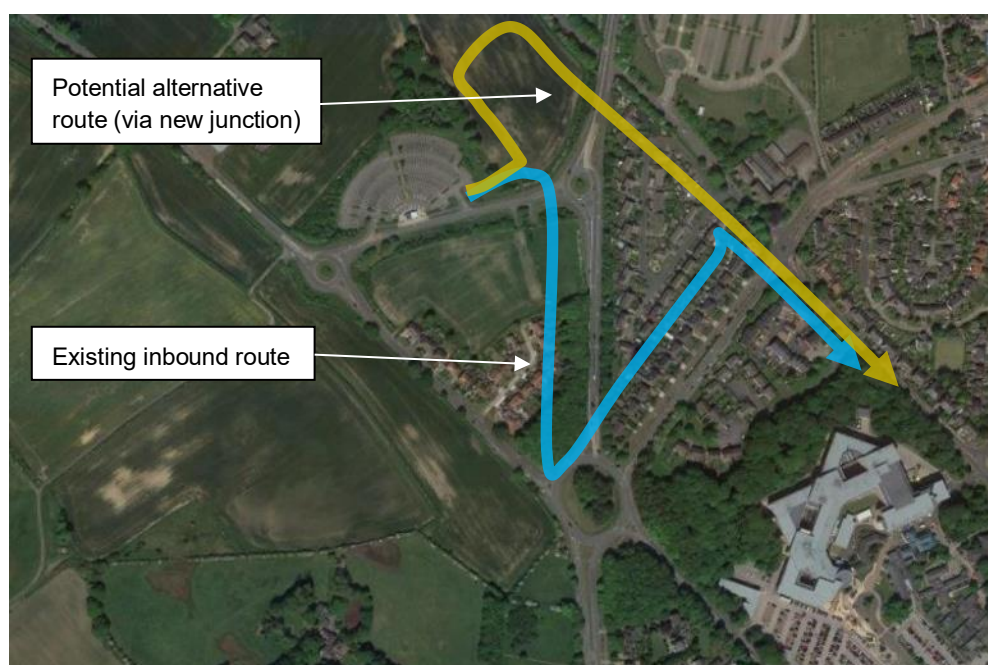 Potential alternative
route (via new junction)
Existing inbound route